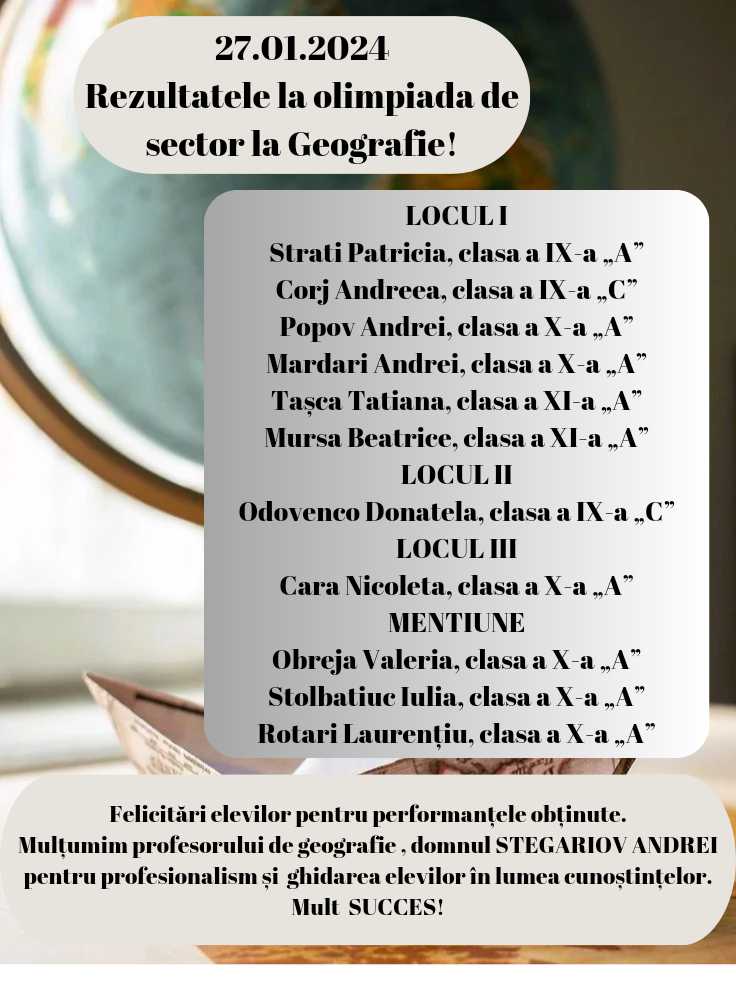 27.01.2024
Rezultatele la olimpiada de
sector la Geografie!
LOCUL I
Strati Patricia, clasa a IX-a „A”
Corj Andreea, clasa a IX-a „C”
Popov Andrei, clasa a X-a „A”
Mardari Andrei, clasa a X-a „A”
Tașca Tatiana, clasa a XI-a „A”
Mursa Beatrice, clasa a XI-a „A”
LOCUL II
Odovenco Donatela, clasa a IX-a „C”
LOCUL III
Cara Nicoleta, clasa a X-a „A”
MENTIUNE
Obreja Valeria, clasa a X-a „A”
Stolbatiuc Iulia, clasa a X-a „A”
Rotari Laurențiu, clasa a X-a „A”
Felicitări elevilor pentru performanțele obținute.
Mulțumim profesorului de geografie , domnul STEGARIOV ANDREI
pentru profesionalism și ghidarea elevilor în lumea cunoștințelor.
Mult SUCCES!